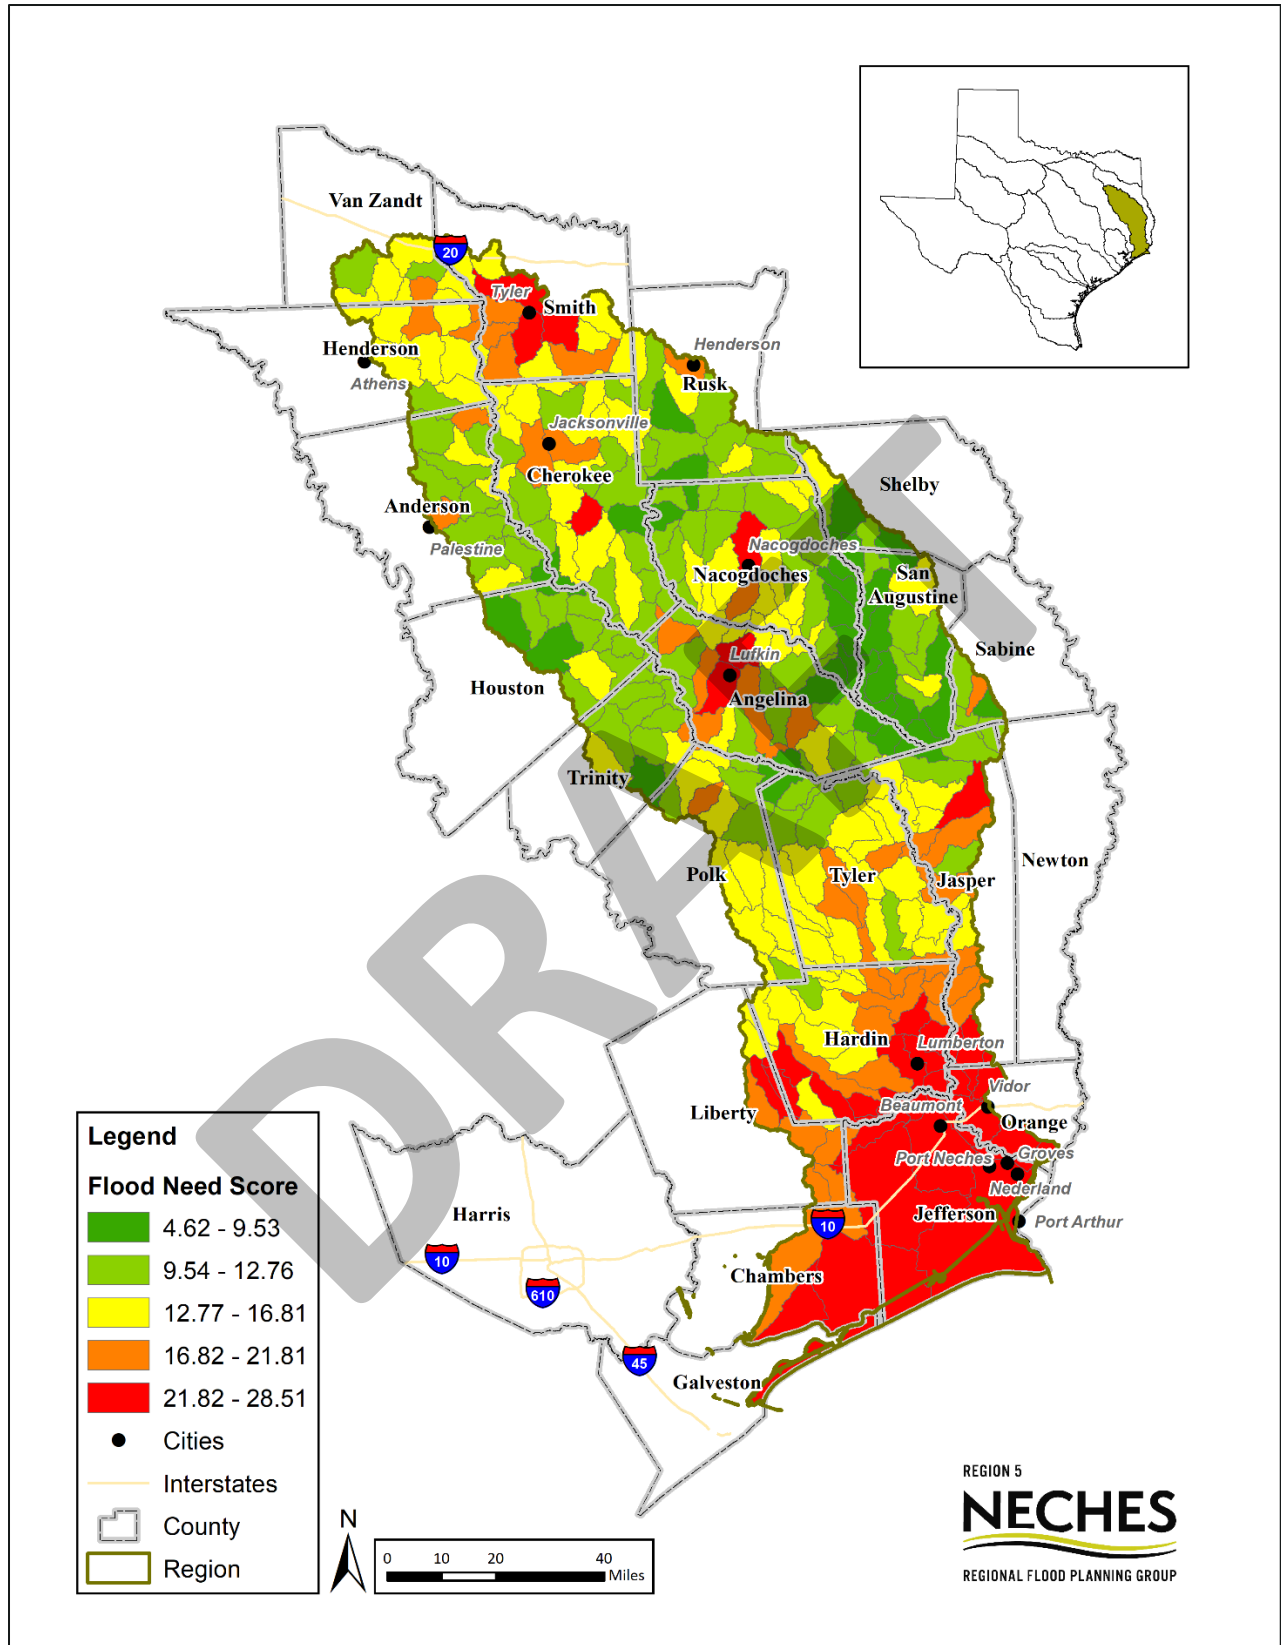 Van Zandt
20
Tyler
Smith
Henderson
Athens
Henderson
Rusk
Jacksonville
Cherokee
Shelby
Anderson
Palestine
Nacogdoches
Nacogdoches
San
Augustine
Sabine
Houston
Lufkin
Angelina
Trinity
Newton
Polk
Tyler
Jasper
DRAFT
Hardin
Lumberton
Vidor
Liberty
Beaumont
Orange
Port Neches
Groves
Nederland
Jefferson
Port Arthur
Harris
10
10
610
Chambers
45
Galveston
Legend
Flood Need Score
4.62 - 9.53
9.54 - 12.76
12.77 - 16.81
16.82 - 21.81
21.82 - 28.51
Cities
Interstates
County
Region
N
0 10 20 40
Miles
REGION 5
NECHES
REGIONAL FLOOD PLANNING GROUP